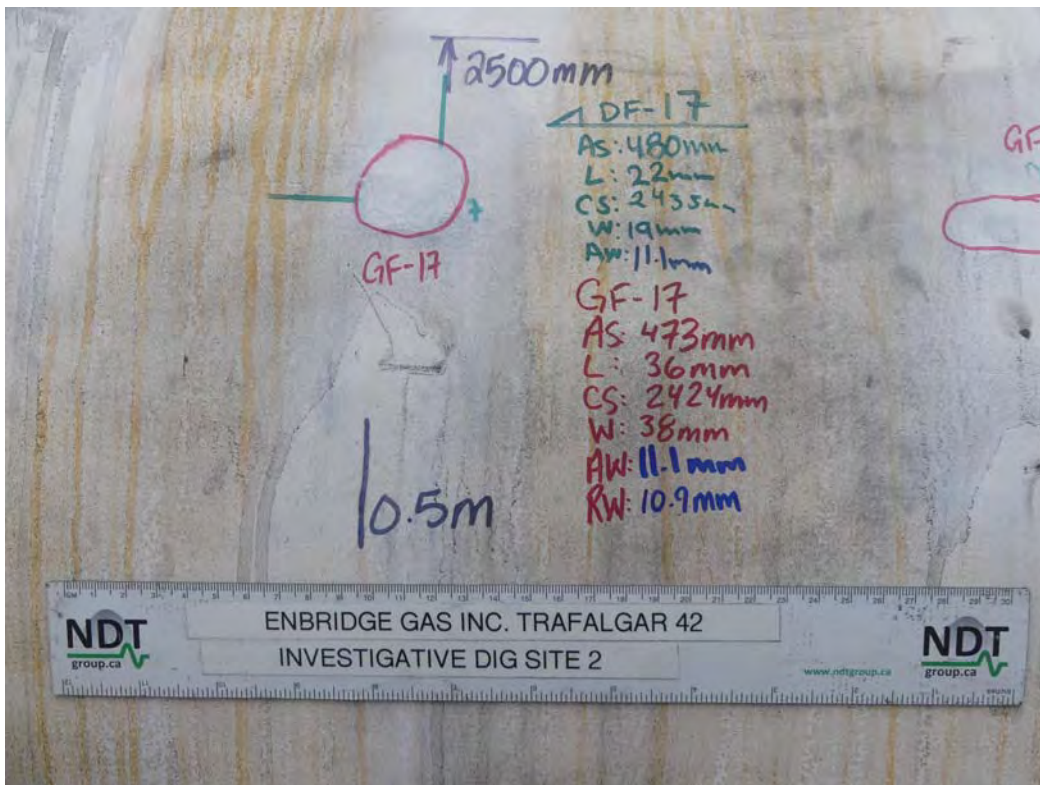 2500mm
DF-17
AS: 480mm
L: 22mm
CS: 2435mm
W: 19mm
AW: 11.1mm
GF-17
GF-17
AS: 473mm
L: 36mm
CS: 2424mm
W: 38mm
AW: 11.1mm
RW: 10.9mm
GF
0.5m
NDT
group.ca
ENBRIDGE GAS INC. TRAFALGAR 42
INVESTIGATIVE DIG SITE 2
www.ndtgroup.ca
NDT
group.ca